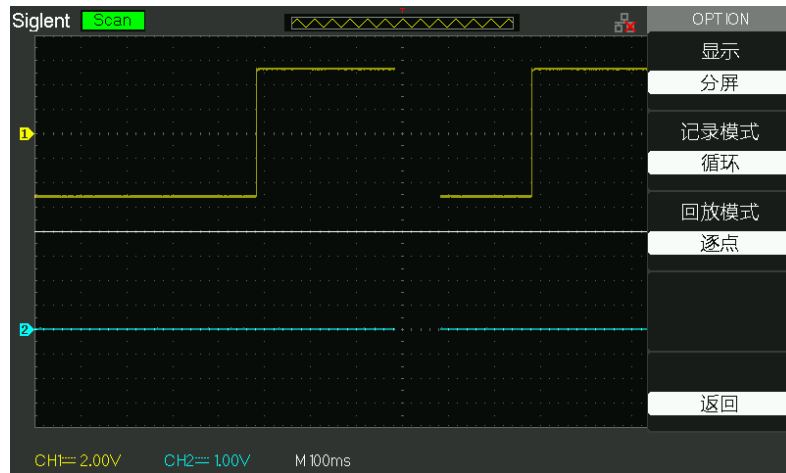 Siglent Scan
OPTION
显示
分屏
记录模式
循环
回放模式
逐点
返回
1
2
CH1 2.00V CH2 1.00V M 100ms